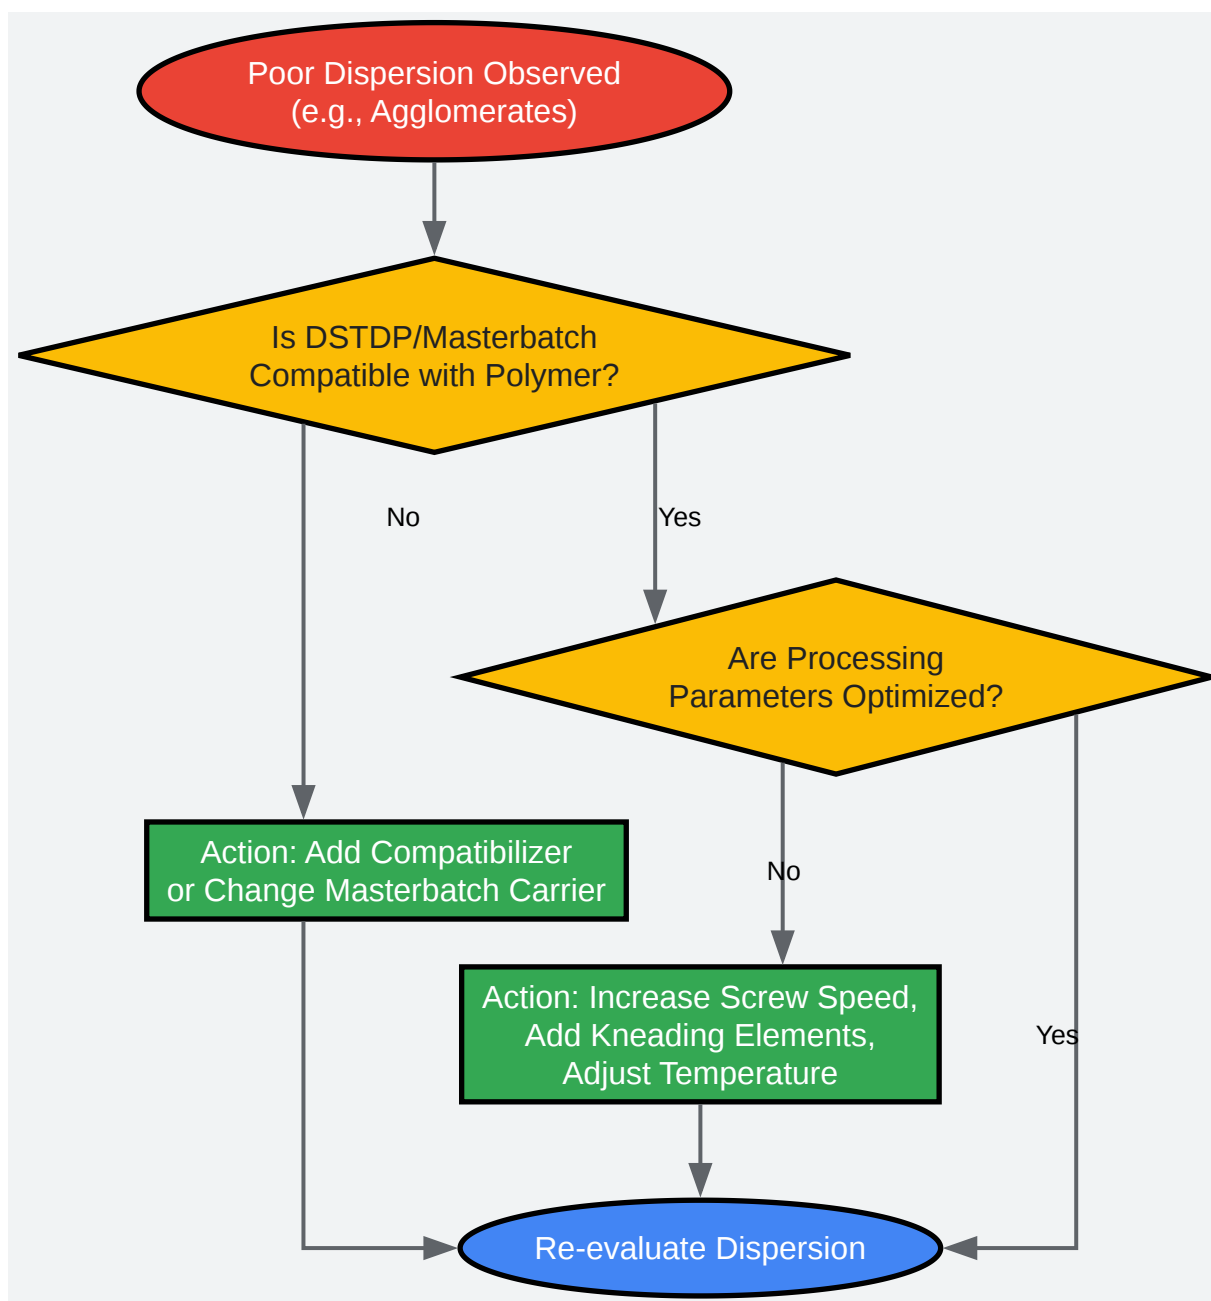 Poor Dispersion Observed
(e.g., Agglomerates)
Is DSTDP/Masterbatch
Compatible with Polymer?
No
Yes
Are Processing
Parameters Optimized?
Action: Add Compatibilizer
or Change Masterbatch Carrier
No
Action: Increase Screw Speed,
Add Kneading Elements,
Adjust Temperature
Yes
Re-evaluate Dispersion